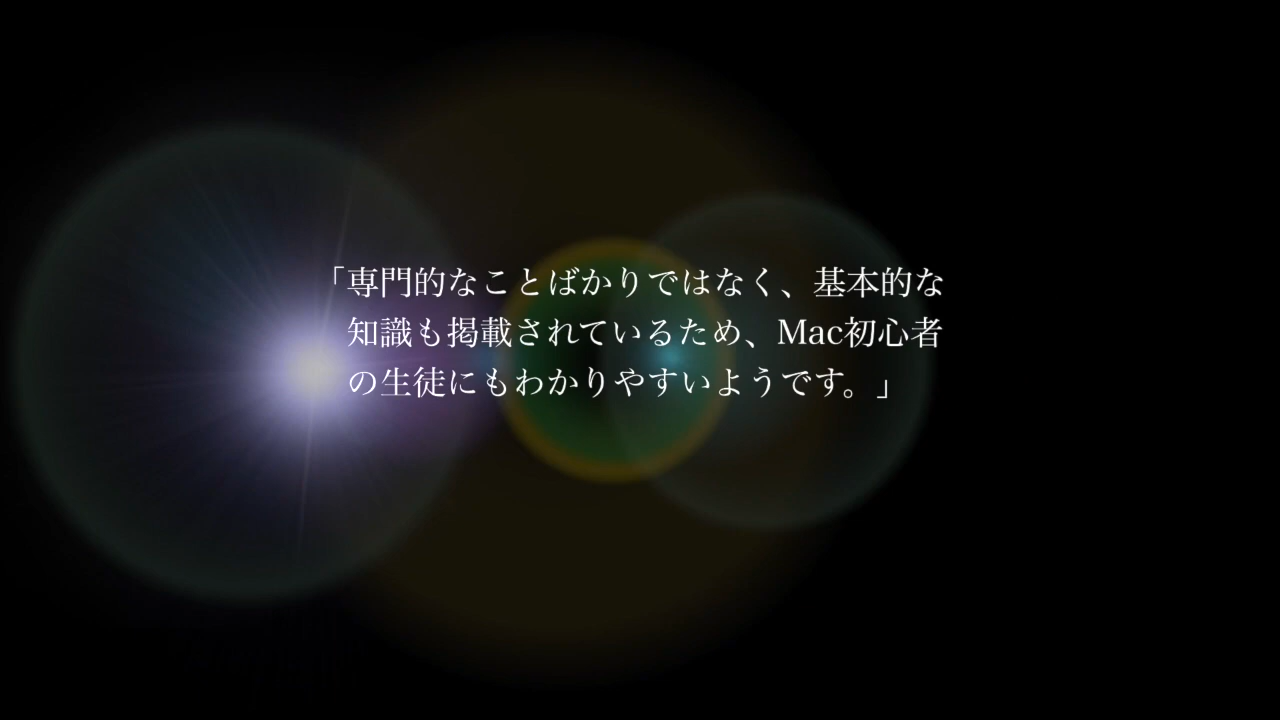 「専門的なことばかりではなく、基本的な
知識も掲載されているため、Mac初心者
の生徒にもわかりやすいようです。」